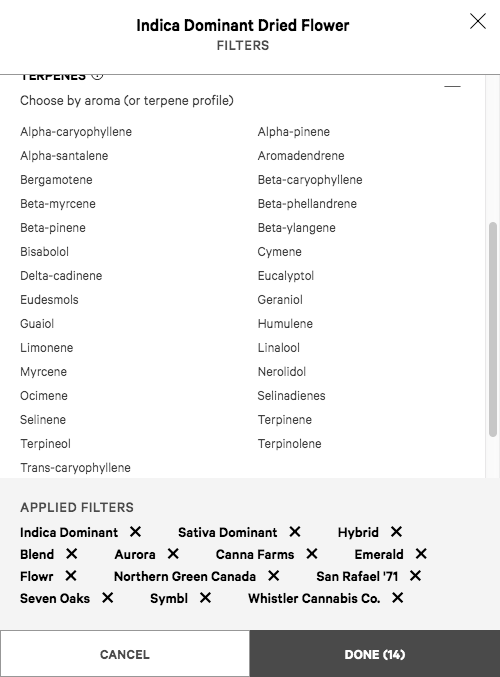 Indica Dominant Dried Flower
FILTERS
TERPENES
Choose by aroma (or terpene profile)
Alpha-caryophyllene Alpha-pinene
Alpha-santalene Aromadendrene
Bergamotene Beta-caryophyllene
Beta-myrcene Beta-phellandrene
Beta-pinene Beta-ylangene
Bisabolol Cymene
Delta-cadinene Eucalyptol
Eudesmols Geraniol
Guaiol Humulene
Limonene Linalool
Myrcene Nerolidol
Ocimene Selinadienes
Selinene Terpinene
Terpineol Terpinolene
Trans-caryophyllene
APPLIED FILTERS
Indica Dominant Sativa Dominant Hybrid
Blend Aurora Canna Farms Emerald
Flowr Northern Green Canada San Rafael '71
Seven Oaks Symbl Whistler Cannabis Co.
CANCEL DONE (14)